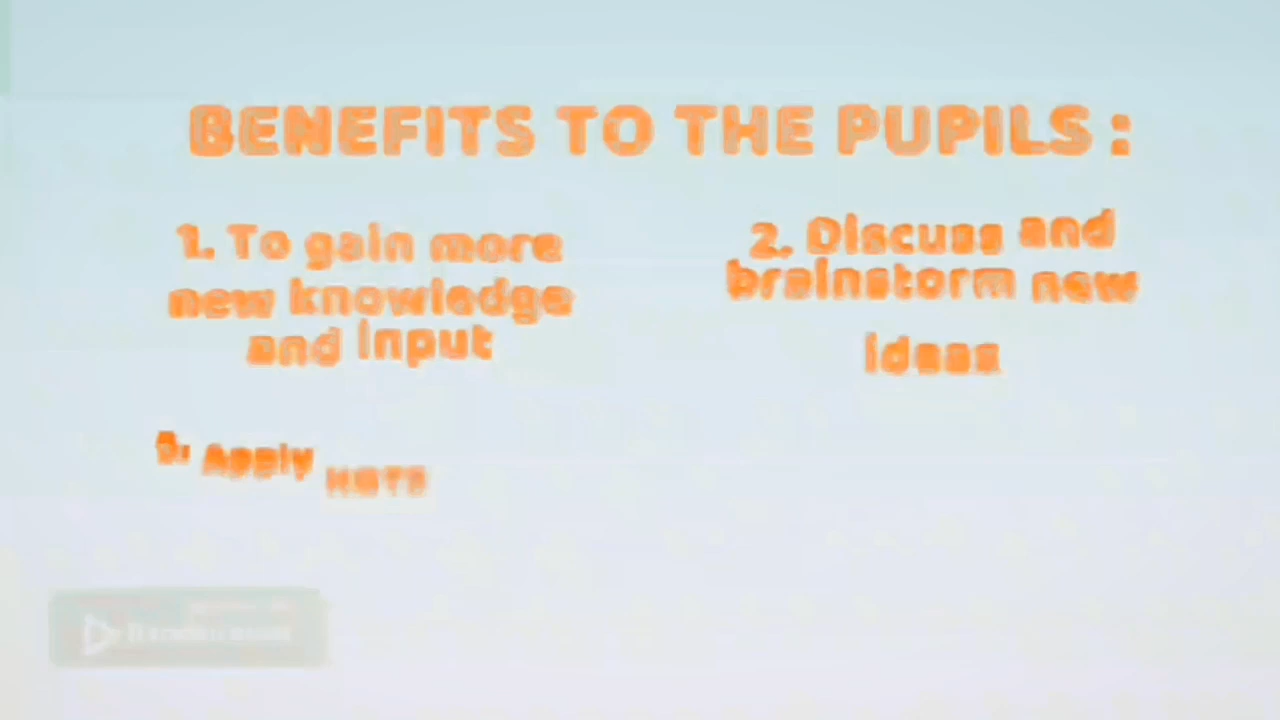 BENEFITS TO THE PUPILS :
1. To gain more
new knowledge
and input
2. Discuss and
brainstorm new
ideas
3. Apply HOTS